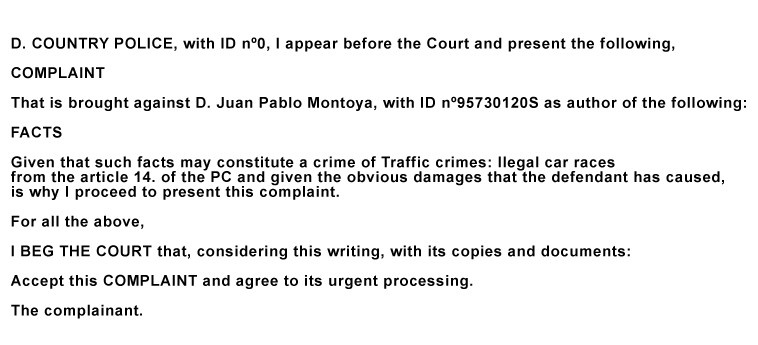 D. COUNTRY POLICE, with ID nº0, I appear before the Court and present the following,
COMPLAINT
That is brought against D. Juan Pablo Montoya, with ID nº95730120S as author of the following:
FACTS
Given that such facts may constitute a crime of Traffic crimes: Ilegal car races
from the article 14. of the PC and given the obvious damages that the defendant has caused,
is why I proceed to present this complaint.
For all the above,
I BEG THE COURT that, considering this writing, with its copies and documents:
Accept this COMPLAINT and agree to its urgent processing.
The complainant.